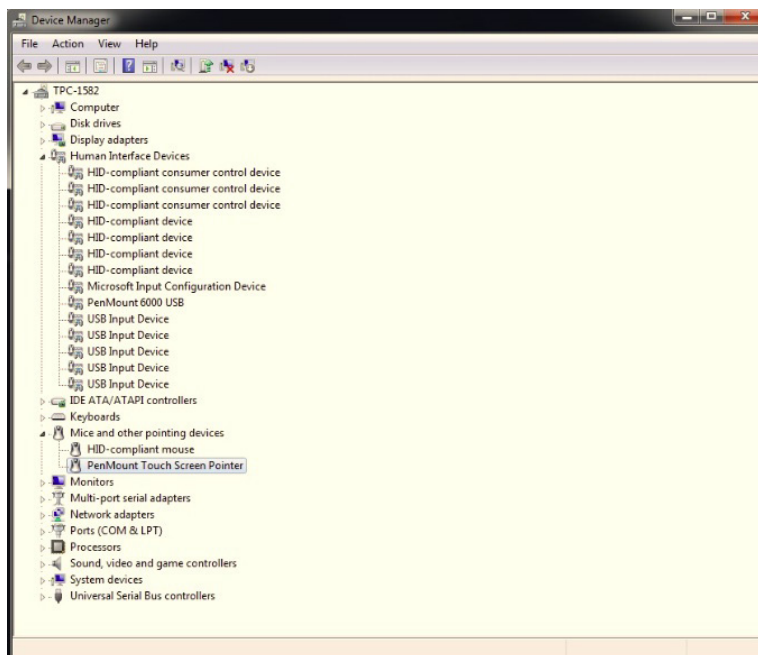 Device Manager
File Action View Help
TPC-1582
Computer
Disk drives
Display adapters
Human Interface Devices
HID-compliant consumer control device
HID-compliant consumer control device
HID-compliant consumer control device
HID-compliant device
HID-compliant device
HID-compliant device
HID-compliant device
Microsoft Input Configuration Device
PenMount 6000 USB
USB Input Device
USB Input Device
USB Input Device
USB Input Device
USB Input Device
IDE ATA/ATAPI controllers
Keyboards
Mice and other pointing devices
HID-compliant mouse
PenMount Touch Screen Pointer
Monitors
Multi-port serial adapters
Network adapters
Ports (COM & LPT)
Processors
Sound, video and game controllers
System devices
Universal Serial Bus controllers